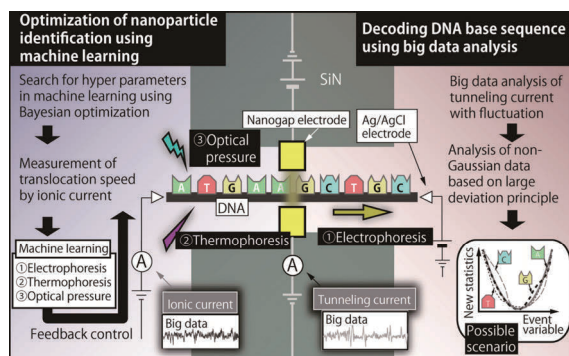 Optimization of nanoparticle
identification using
machine learning
Search for hyper parameters
in machine learning using
Bayesian optimization
Measurement of
translocation speed
by ionic current
Machine learning
①Electrophoresis
②Thermophoresis
③Optical pressure
Feedback control
SiN
Nanogap electrode
Ag/AgCl
electrode
③Optical
pressure
A T G A A G C T G C
DNA
②Thermophoresis
①Electrophoresis
A
A
Ionic current
Big data
Tunneling current
Big data
Decoding DNA base sequence
using big data analysis
Big data analysis of
tunneling current
with fluctuation
Analysis of non-
Gaussian data
based on large
deviation principle
New statistics
C
A
G
T
Event
variable
Possible
scenario